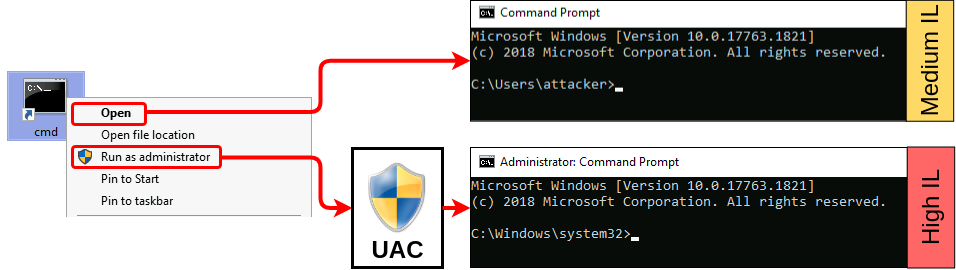 Command Prompt
Microsoft Windows [Version 10.0.17763.1821]
(c) 2018 Microsoft Corporation. All rights reserved.
C:\Users\attacker>
Medium IL
C:\.
cmd
Open
Open file location
Run as administrator
Pin to Start
Pin to taskbar
UAC
Administrator: Command Prompt
Microsoft Windows [Version 10.0.17763.1821]
(c) 2018 Microsoft Corporation. All rights reserved.
C:\Windows\system32>
High IL